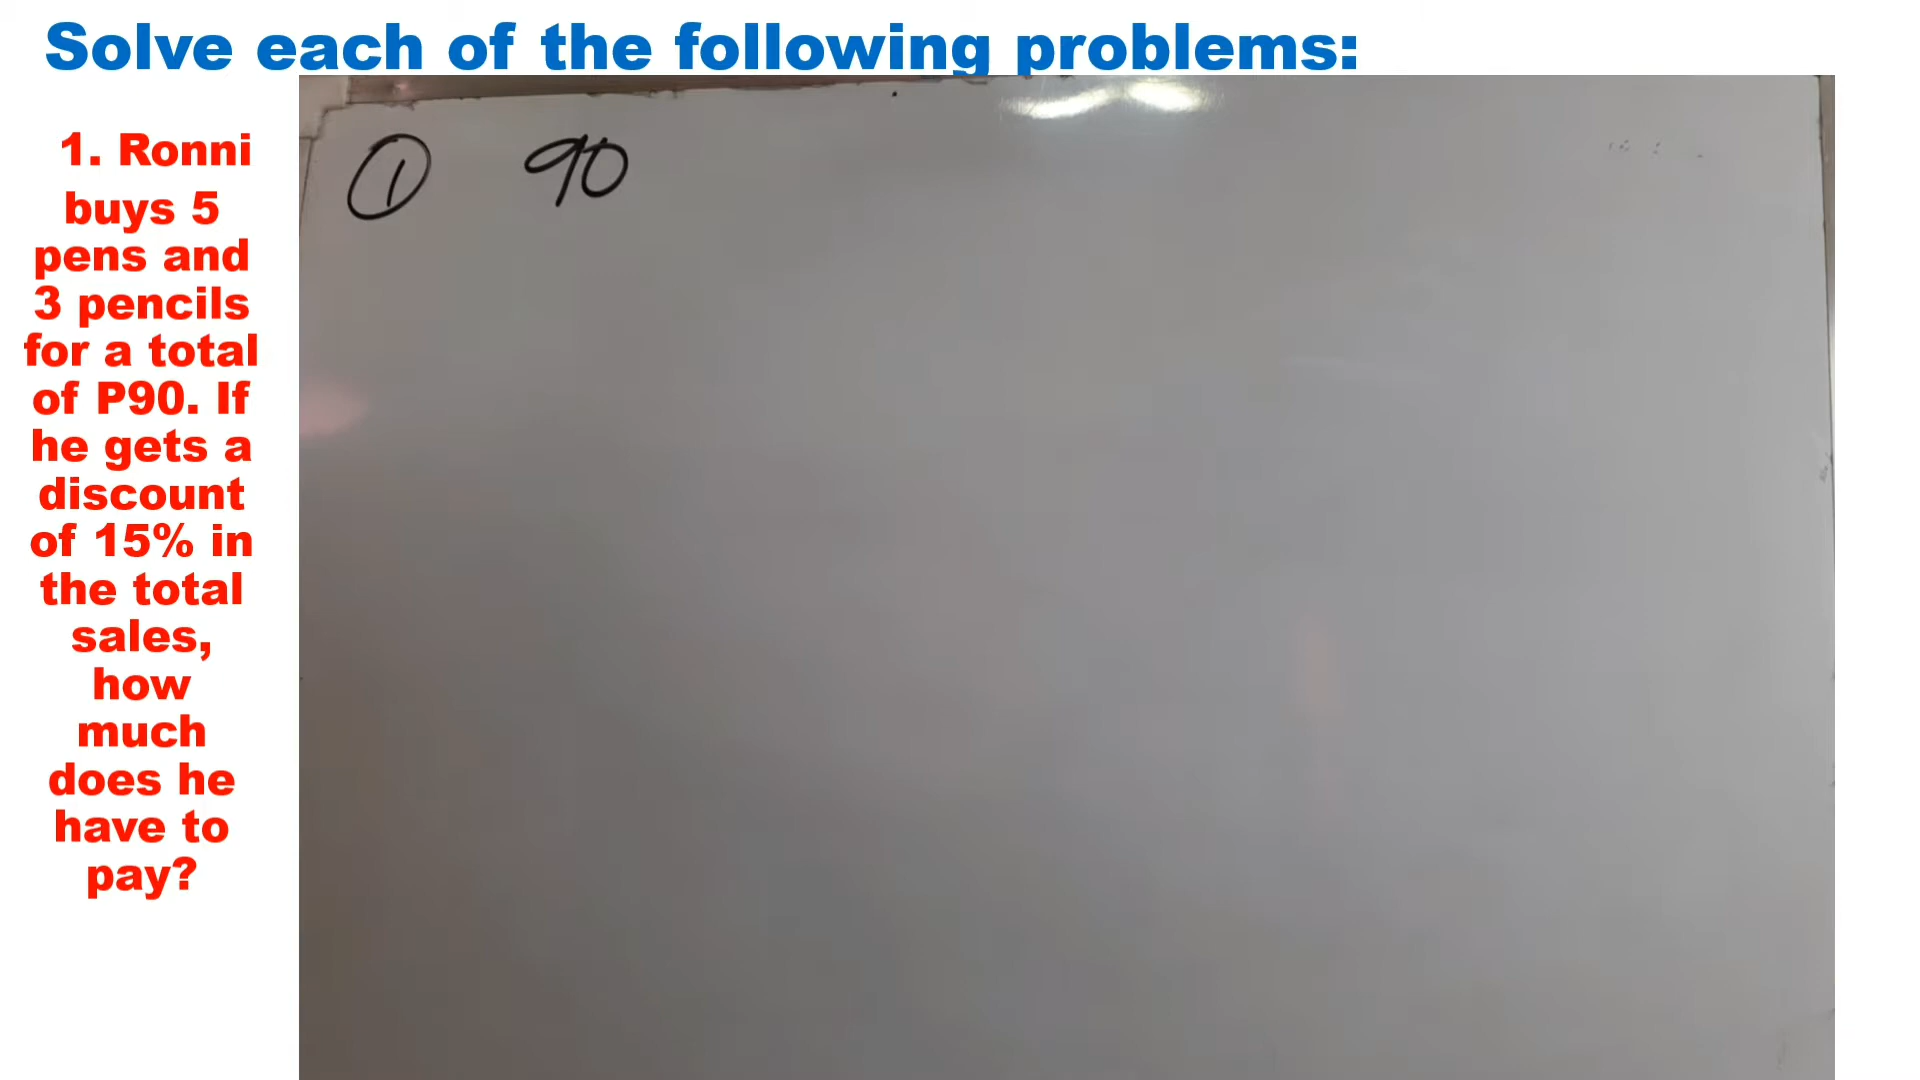 Solve each of the following problems:
1. Ronni
buys 5
pens and
3 pencils
for a total
of P90. If
he gets a
discount
of 15% in
the total
sales,
how
much
does he
have to
pay?
① 90